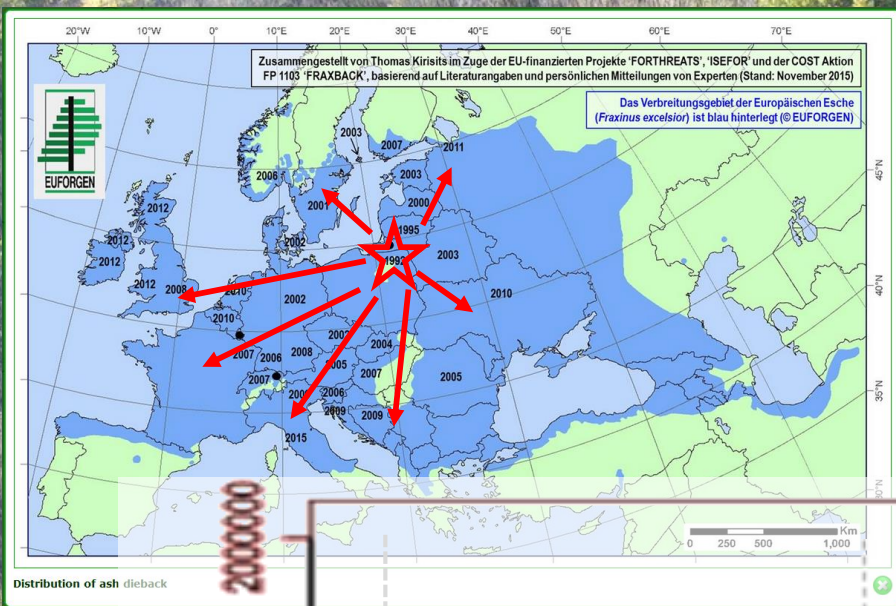 20°W 10°W 0° 10°E 20°E 30°E 40°E 50°E 60°E 70°E
Zusammengestellt von Thomas Kirisits im Zuge der EU-finanzierten Projekte 'FORTHREATS', 'ISEFOR' und der COST Aktion
FP 1103 'FRAXBACK', basierend auf Literaturangaben und persönlichen Mitteilungen von Experten (Stand: November 2015)
Das Verbreitungsgebiet der Europäischen Esche
(Fraxinus excelsior) ist blau hinterlegt (© EUFORGEN)
EUFORGEN
2003
2007
2011
45°N
2006
2003
2001
2000
2012
1995
2002
2003
2012
2012
1992
2012
2008
2010
2002
2010
40°N
2010
2002
2004
2007
2006
2008
2005
2007
2007
2005
2006
2009
2009
35°N
2015
200000
Km
0 250 500 1,000
Distribution of ash dieback